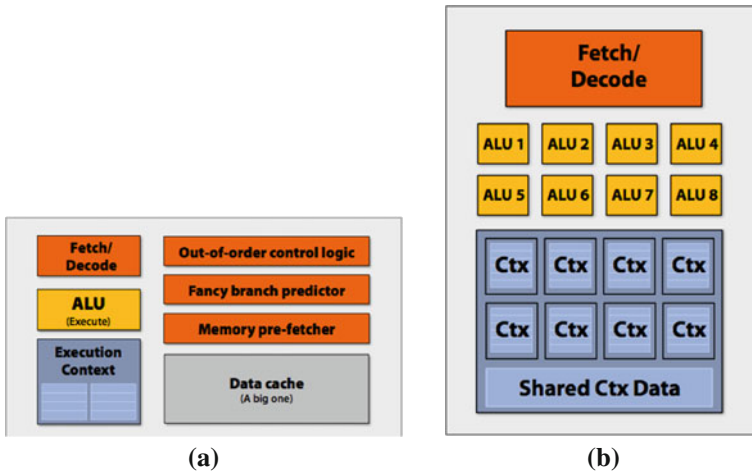 Fetch/
Decode
ALU
(Execute)
Execution
Context
Out-of-order control logic
Fancy branch predictor
Memory pre-fetcher
Data cache
(A big one)
(a)
Fetch/
Decode
ALU 1 ALU 2 ALU 3 ALU 4
ALU 5 ALU 6 ALU 7 ALU 8
Ctx Ctx Ctx Ctx
Ctx Ctx Ctx Ctx
Shared Ctx Data
(b)